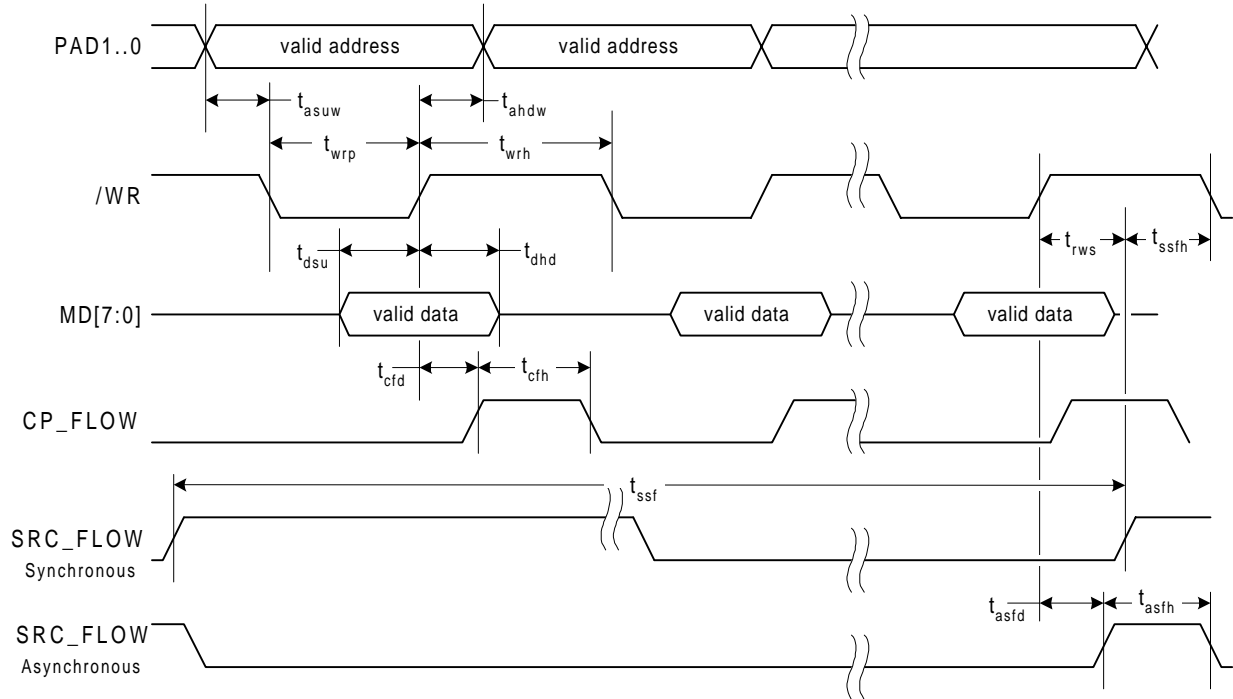 PAD1..0
valid address
valid address
t_asuw
t_ahdw
t_wrp
t_wrh
/WR
t_dsu
t_dhd
t_rws
t_ssfh
MD[7:0]
valid data
valid data
valid data
t_cfd
t_cfh
CP_FLOW
t_ssf
SRC_FLOW
Synchronous
t_asfd
t_asfh
SRC_FLOW
Asynchronous